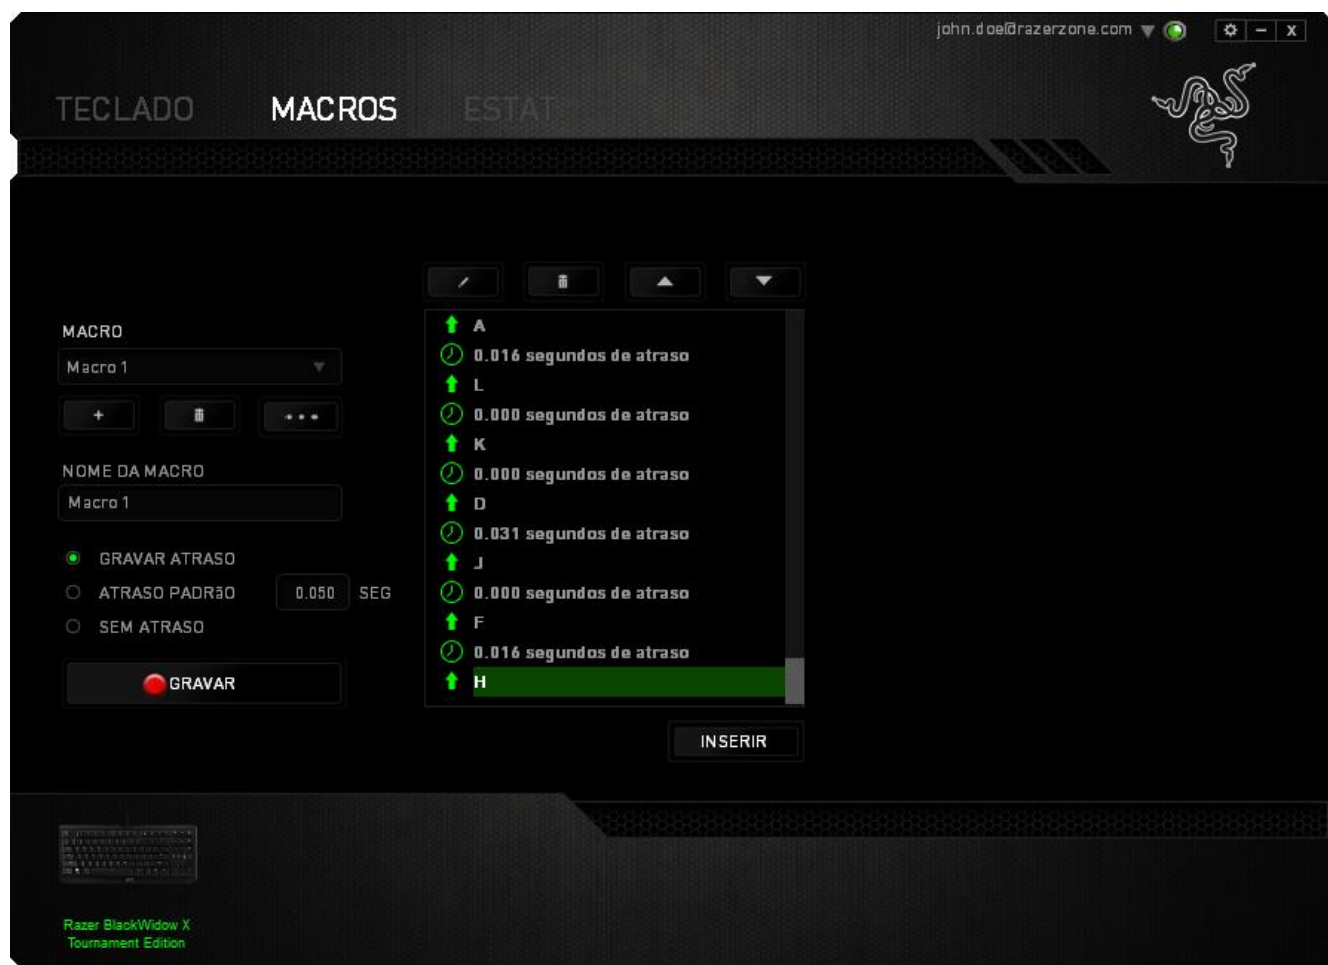 john.doe@razerzone.com
TECLADO MACROS ESTAT
MACRO
Macro 1
NOME DA MACRO
Macro 1
GRAVAR ATRASO
ATRASO PADRãO 0.050 SEG
SEM ATRASO
GRAVAR
A
0.016 segundos de atraso
L
0.000 segundos de atraso
K
0.000 segundos de atraso
D
0.031 segundos de atraso
J
0.000 segundos de atraso
F
0.016 segundos de atraso
H
INSERIR
Razer BlackWidow X
Tournament Edition